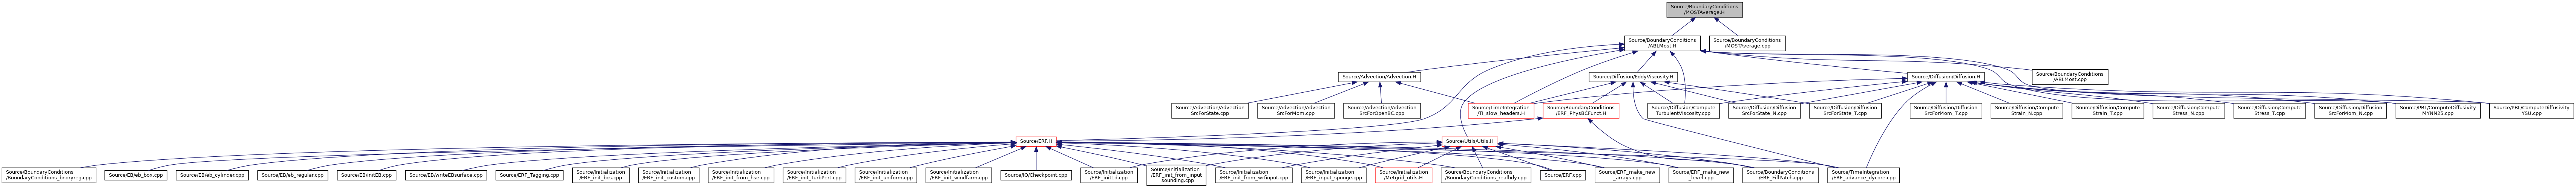 Source/BoundaryConditions
/MOSTAverage.H
Source/BoundaryConditions
/ABLMost.H
Source/BoundaryConditions
/MOSTAverage.cpp
Source/Advection/Advection.H
Source/Diffusion/EddyViscosity.H
Source/Diffusion/Diffusion.H
Source/BoundaryConditions
/ABLMost.cpp
Source/Advection/Advection
SrcForState.cpp
Source/Advection/Advection
SrcForMom.cpp
Source/Advection/Advection
SrcForOpenBC.cpp
Source/TimeIntegration
/TI_slow_headers.H
Source/BoundaryConditions
/ERF_PhysBCFunct.H
Source/Diffusion/Compute
TurbulentViscosity.cpp
Source/Diffusion/Diffusion
SrcForState_N.cpp
Source/Diffusion/Diffusion
SrcForState_T.cpp
Source/Diffusion/Diffusion
SrcForMom_T.cpp
Source/Diffusion/Compute
Strain_N.cpp
Source/Diffusion/Compute
Strain_T.cpp
Source/Diffusion/Compute
Stress_N.cpp
Source/Diffusion/Compute
Stress_T.cpp
Source/Diffusion/Diffusion
SrcForMom_N.cpp
Source/PBL/ComputeDiffusivity
MYNN25.cpp
Source/PBL/ComputeDiffusivity
YSU.cpp
Source/ERF.H
Source/Utils/Utils.H
Source/BoundaryConditions
/BoundaryConditions_bndryreg.cpp
Source/EB/eb_box.cpp
Source/EB/eb_cylinder.cpp
Source/EB/eb_regular.cpp
Source/EB/initEB.cpp
Source/EB/writeEBsurface.cpp
Source/ERF_Tagging.cpp
Source/Initialization
/ERF_init_bcs.cpp
Source/Initialization
/ERF_init_custom.cpp
Source/Initialization
/ERF_init_from_hse.cpp
Source/Initialization
/ERF_init_TurbPert.cpp
Source/Initialization
/ERF_init_uniform.cpp
Source/Initialization
/ERF_init_windfarm.cpp
Source/IO/Checkpoint.cpp
Source/Initialization
/ERF_init1d.cpp
Source/Initialization
/ERF_init_from_input
_sounding.cpp
Source/Initialization
/ERF_init_from_wrfinput.cpp
Source/Initialization
/ERF_input_sponge.cpp
Source/Initialization
/Metgrid_utils.H
Source/BoundaryConditions
/BoundaryConditions_realbdy.cpp
Source/ERF.cpp
Source/ERF_make_new
_arrays.cpp
Source/ERF_make_new
_level.cpp
Source/BoundaryConditions
/ERF_FillPatch.cpp
Source/TimeIntegration
/ERF_advance_dycore.cpp